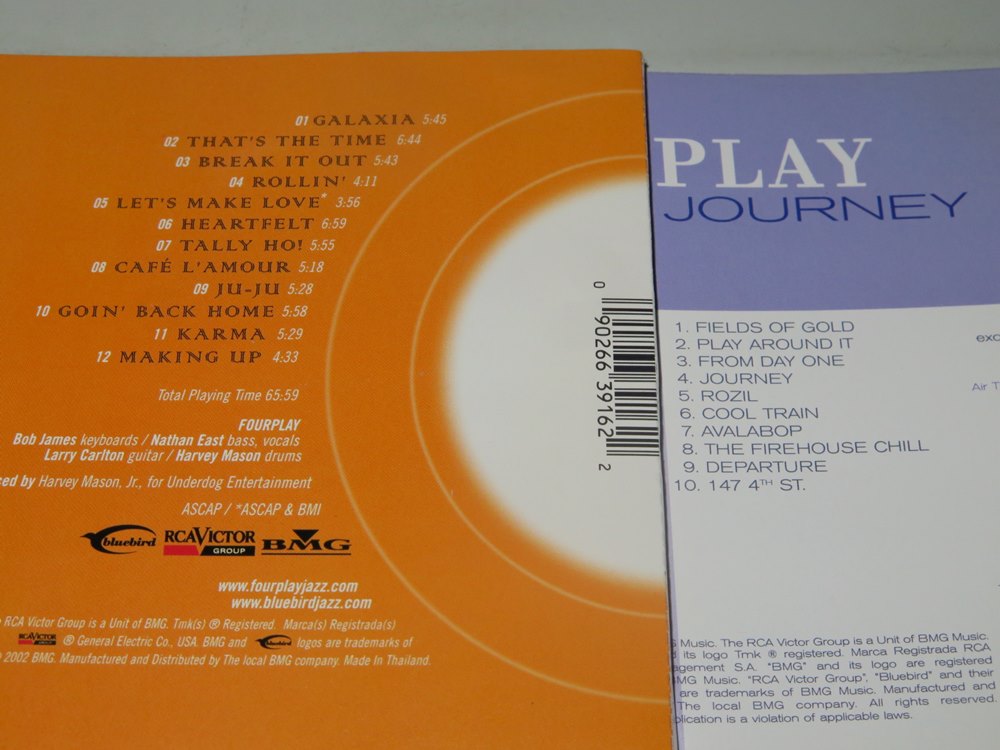 01 GALAXIA 5:45
02 THAT'S THE TIME 6:44
03 BREAK IT OUT 5:43
04 ROLLIN' 4:11
05 LET'S MAKE LOVE* 3:56
06 HEARTFELT 6:59
07 TALLY HO! 5:55
08 CAFÉ L'AMOUR 5:18
09 JU-JU 5:28
10 GOIN' BACK HOME 5:58
11 KARMA 5:29
12 MAKING UP 4:33
Total Playing Time 65:59
FOURPLAY
Bob James keyboards / Nathan East bass, vocals
Larry Carlton guitar / Harvey Mason drums
ced by Harvey Mason, Jr., for Underdog Entertainment
ASCAP / *ASCAP & BMI
bluebird RCA VICTOR GROUP BMG
www.fourplayjazz.com
www.bluebirdjazz.com
RCA Victor Group is a Unit of BMG. Tmk(s) ® Registered. Marca(s) Registrada(s)
RCA VICTOR GROUP ® General Electric Co., USA. BMG and bluebird logos are trademarks of
2002 BMG. Manufactured and Distributed by The local BMG company. Made In Thailand.
0 90266 39162 2
PLAY
JOURNEY
1. FIELDS OF GOLD
2. PLAY AROUND IT
3. FROM DAY ONE
4. JOURNEY
5. ROZIL
6. COOL TRAIN
7. AVALABOP
8. THE FIREHOUSE CHILL
9. DEPARTURE
10. 147 4TH ST.
exc
Air T
G Music. The RCA Victor Group is a Unit of BMG Music.
its logo Tmk ® registered. Marca Registrada RCA
agement S.A. "BMG" and its logo are registered
MG Music. "RCA Victor Group", "Bluebird" and their
are trademarks of BMG Music. Manufactured and
The local BMG company. All rights reserved.
plication is a violation of applicable laws.